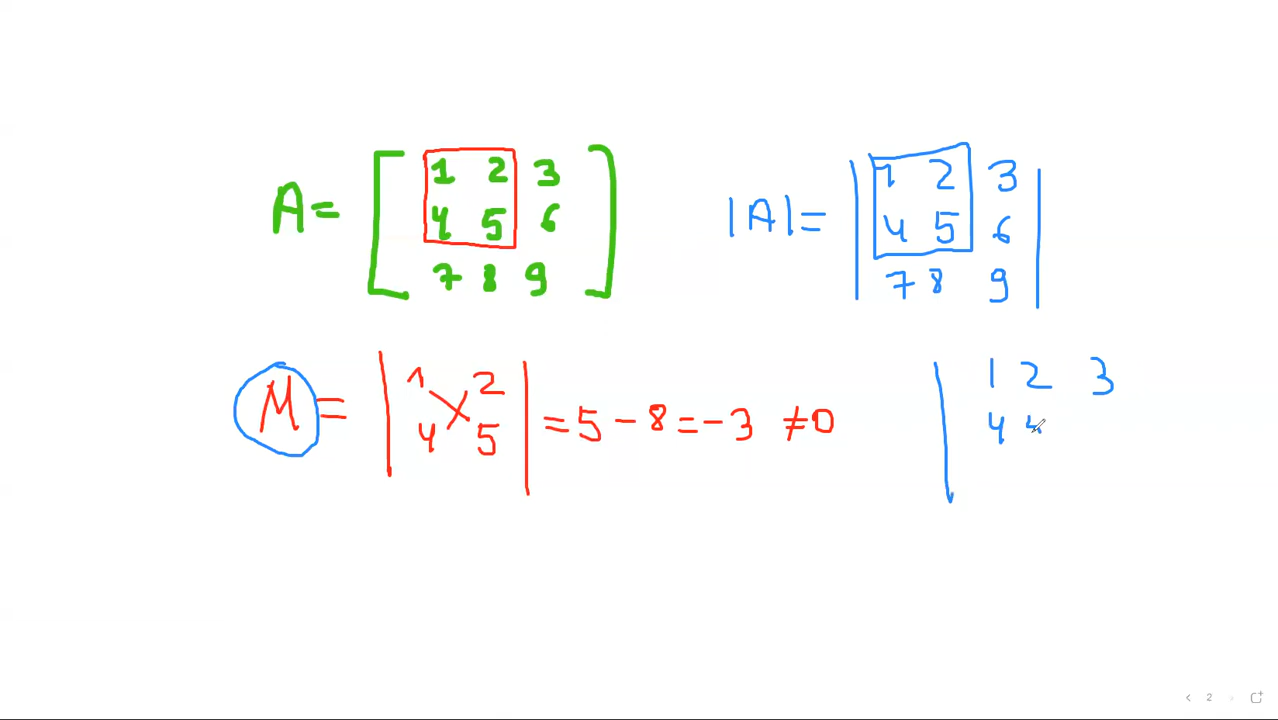 A = [ 1 2 3
4 5 6
7 8 9 ]
|A| = | 1 2 3
4 5 6
7 8 9 |
M = | 1 2
4 5 | = 5 - 8 = -3 ≠ 0
| 1 2 3
4
2